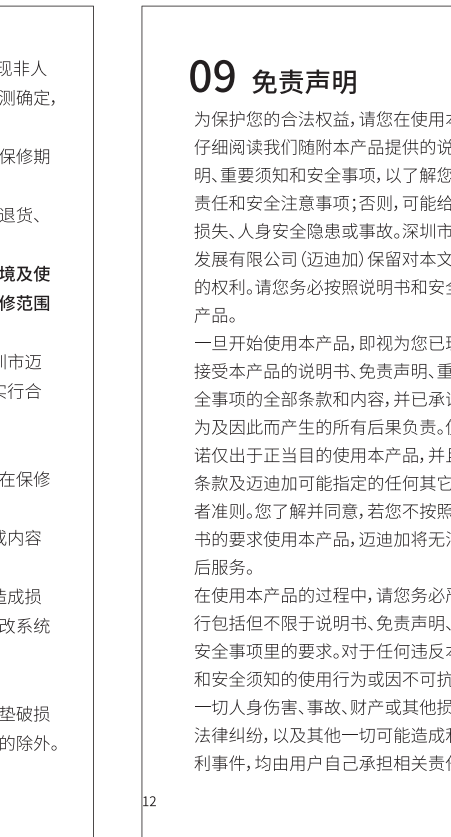 现非人
测确定，
保修期
退货、
境及使
修范围
圳市迈
实行合
在保修
成内容
造成损
改系统
垫破损
的除外。
09 免责声明
为保护您的合法权益，请您在使用本
仔细阅读我们随附本产品提供的说
明、重要须知和安全事项，以了解您
责任和安全注意事项；否则，可能给
损失、人身安全隐患或事故。深圳市
发展有限公司（迈迪加）保留对本文
的权利。请您务必按照说明书和安全
产品。
一旦开始使用本产品，即视为您已理
接受本产品的说明书、免责声明、重
全事项的全部条款和内容，并已承诺
为及因此而产生的所有后果负责。
诺仅出于正当目的使用本产品，并且
条款及迈迪加可能指定的任何其它
者准则。您了解并同意，若您不按照
书的要求使用本产品，迈迪加将无法
后服务。
在使用本产品的过程中，请您务必严
行包括但不限于说明书、免责声明、
安全事项里的要求。对于任何违反本
和安全须知的使用行为或因不可抗
一切人身伤害、事故、财产或其他损
法律纠纷，以及其他一切可能造成
利事件，均由用户自己承担相关责任
12